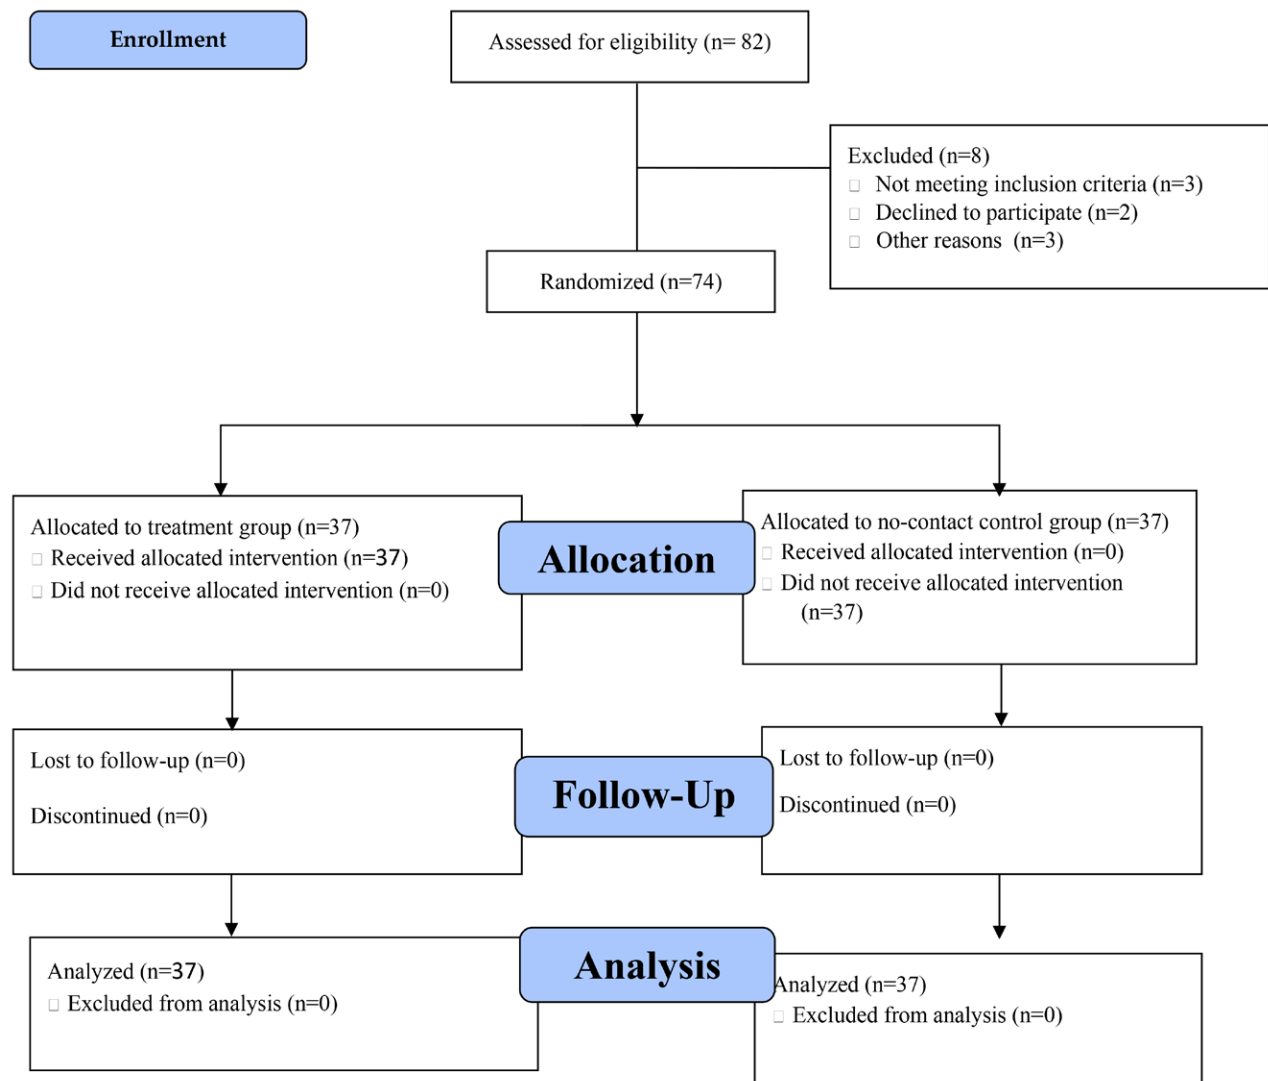 Enrollment
Assessed for eligibility (n= 82)
Excluded (n=8)
□ Not meeting inclusion criteria (n=3)
□ Declined to participate (n=2)
□ Other reasons (n=3)
Randomized (n=74)
Allocated to treatment group (n=37)
□ Received allocated intervention (n=37)
□ Did not receive allocated intervention (n=0)
Allocation
Allocated to no-contact control group (n=37)
□ Received allocated intervention (n=0)
□ Did not receive allocated intervention
(n=37)
Lost to follow-up (n=0)
Discontinued (n=0)
Follow-Up
Lost to follow-up (n=0)
Discontinued (n=0)
Analyzed (n=37)
□ Excluded from analysis (n=0)
Analysis
Analyzed (n=37)
□ Excluded from analysis (n=0)